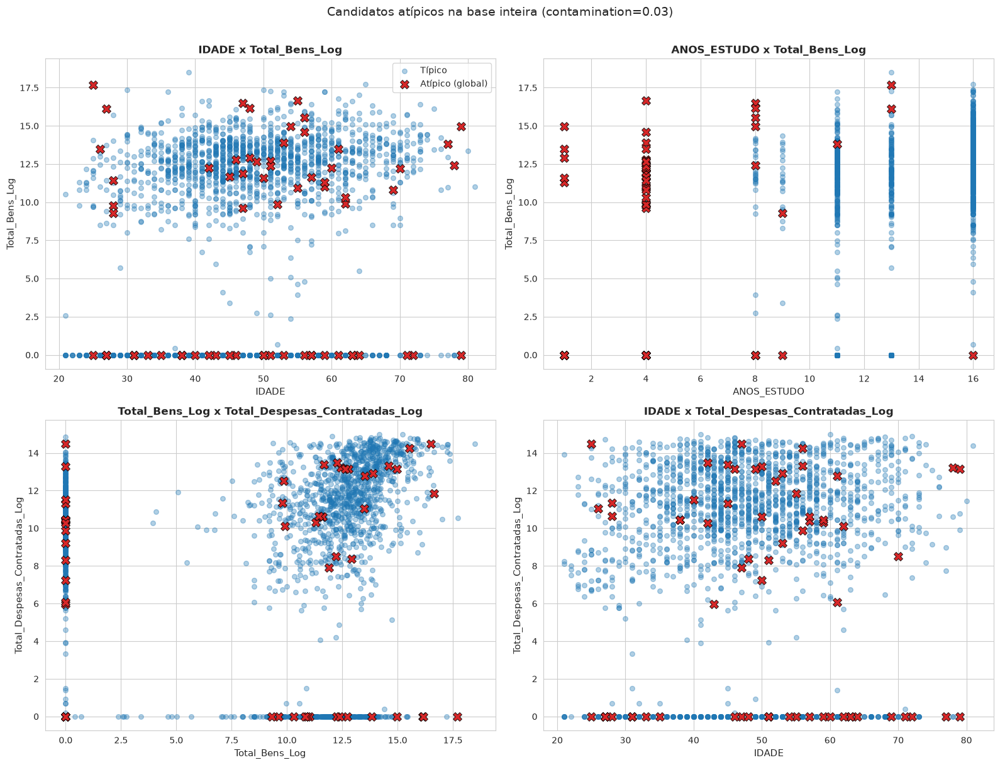 Candidatos atípicos na base inteira (contamination=0.03)
IDADE x Total_Bens_Log
Típico
Atípico (global)
17.5
15.0
12.5
10.0
7.5
5.0
2.5
0.0
Total_Bens_Log
20 30 40 50 60 70 80
IDADE
ANOS_ESTUDO x Total_Bens_Log
17.5
15.0
12.5
10.0
7.5
5.0
2.5
0.0
Total_Bens_Log
2 4 6 8 10 12 14 16
ANOS_ESTUDO
Total_Bens_Log x Total_Despesas_Contratadas_Log
14
12
10
8
6
4
2
0
Total_Despesas_Contratadas_Log
0.0 2.5 5.0 7.5 10.0 12.5 15.0 17.5
Total_Bens_Log
IDADE x Total_Despesas_Contratadas_Log
14
12
10
8
6
4
2
0
Total_Despesas_Contratadas_Log
20 30 40 50 60 70 80
IDADE